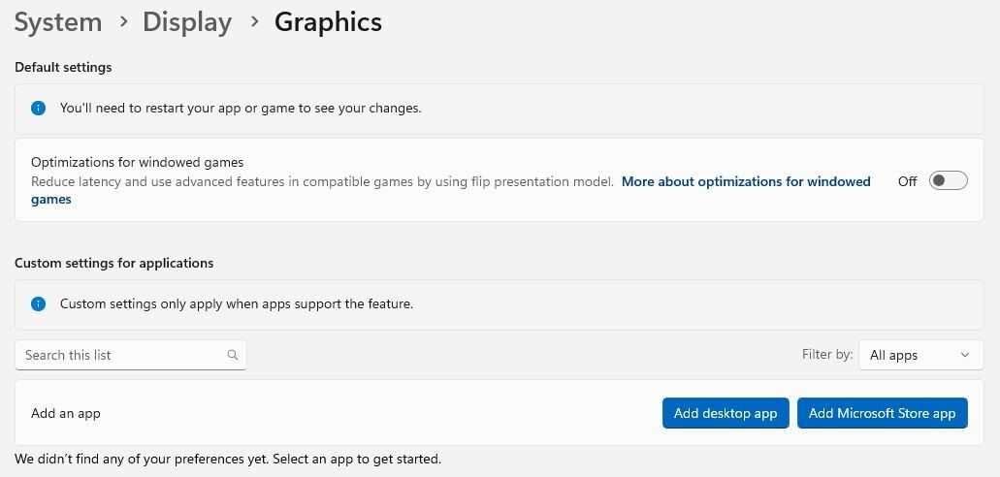 System > Display > Graphics
Default settings
You'll need to restart your app or game to see your changes.
Optimizations for windowed games
Reduce latency and use advanced features in compatible games by using flip presentation model. More about optimizations for windowed
games
Off
Custom settings for applications
Custom settings only apply when apps support the feature.
Search this list
Filter by: All apps
Add an app
Add desktop app
Add Microsoft Store app
We didn't find any of your preferences yet. Select an app to get started.